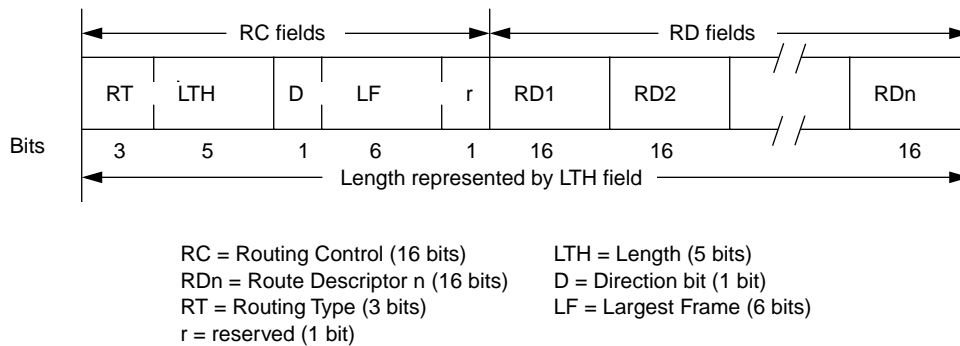 RC fields RD fields
RT LTH D LF r RD1 RD2 RDn
Bits 3 5 1 6 1 16 16 16
Length represented by LTH field
RC = Routing Control (16 bits) LTH = Length (5 bits)
RDn = Route Descriptor n (16 bits) D = Direction bit (1 bit)
RT = Routing Type (3 bits) LF = Largest Frame (6 bits)
r = reserved (1 bit)